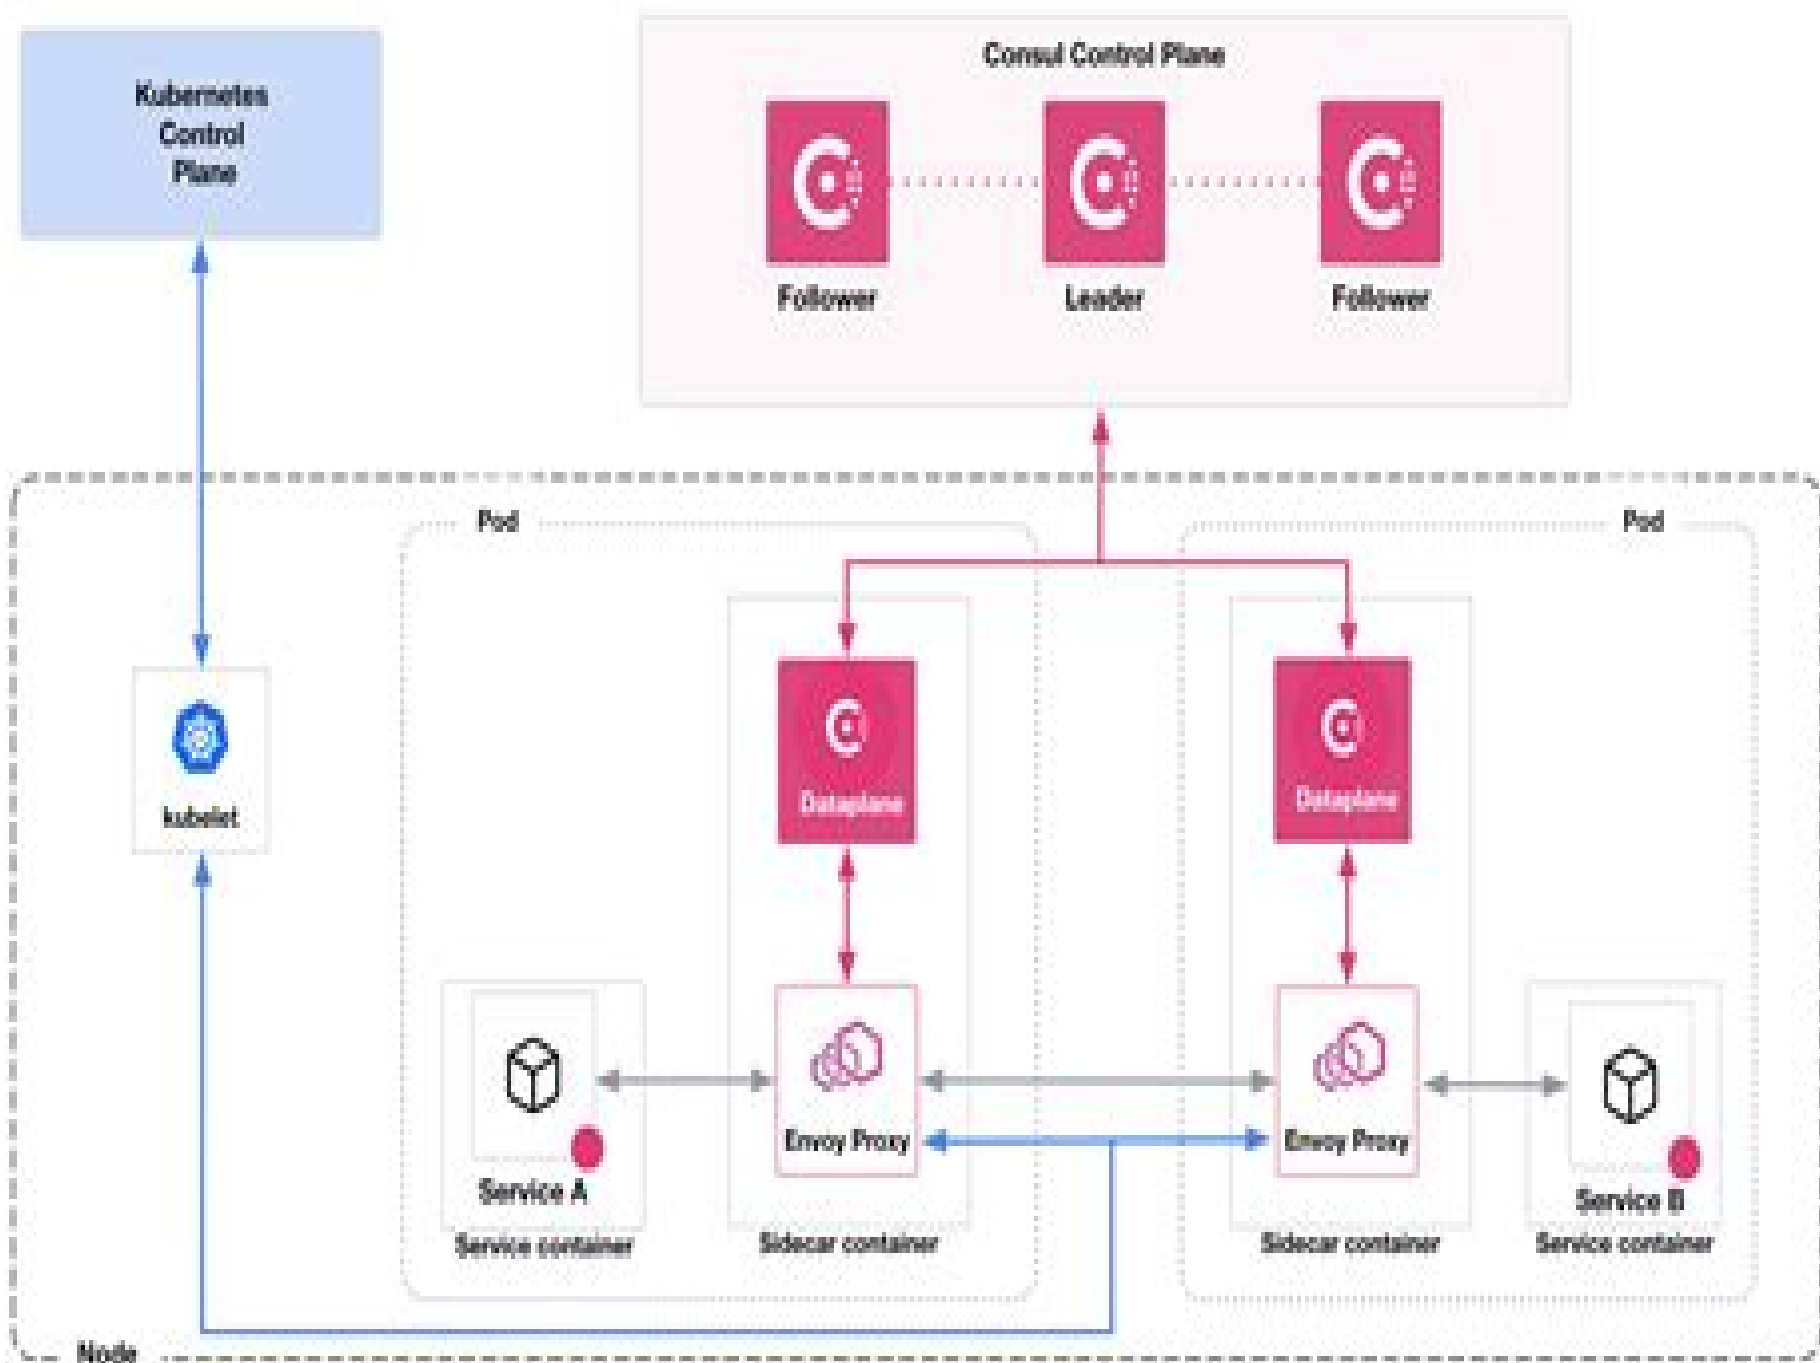 Kubernetes
Control
Plane
Consul Control Plane
Follower
Leader
Follower
Pod
Pod
kubelet
Dataplane
Dataplane
Envoy Proxy
Envoy Proxy
Service A
Service B
Service container
Sidecar container
Sidecar container
Service container
Node